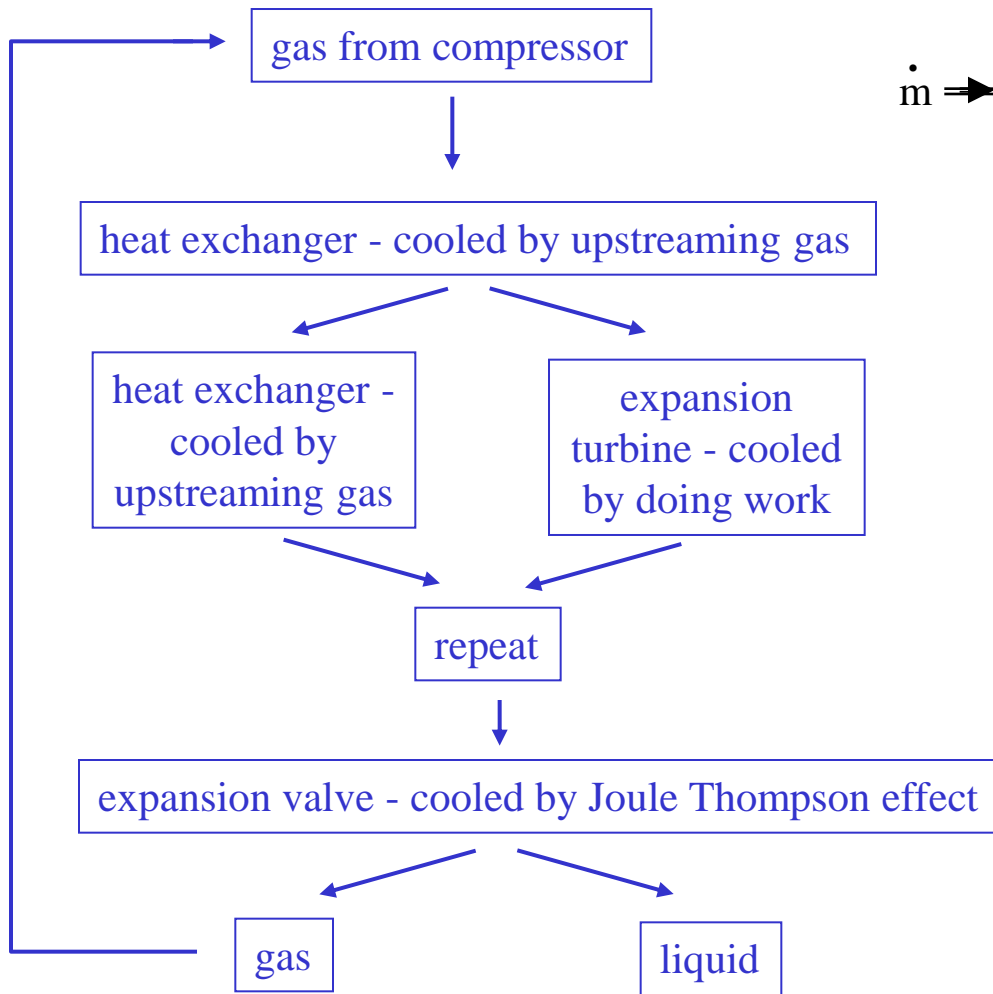 gas from compressor
ṁ
heat exchanger - cooled by upstreaming gas
heat exchanger -
cooled by
upstreaming gas
expansion
turbine - cooled
by doing work
repeat
expansion valve - cooled by Joule Thompson effect
gas
liquid